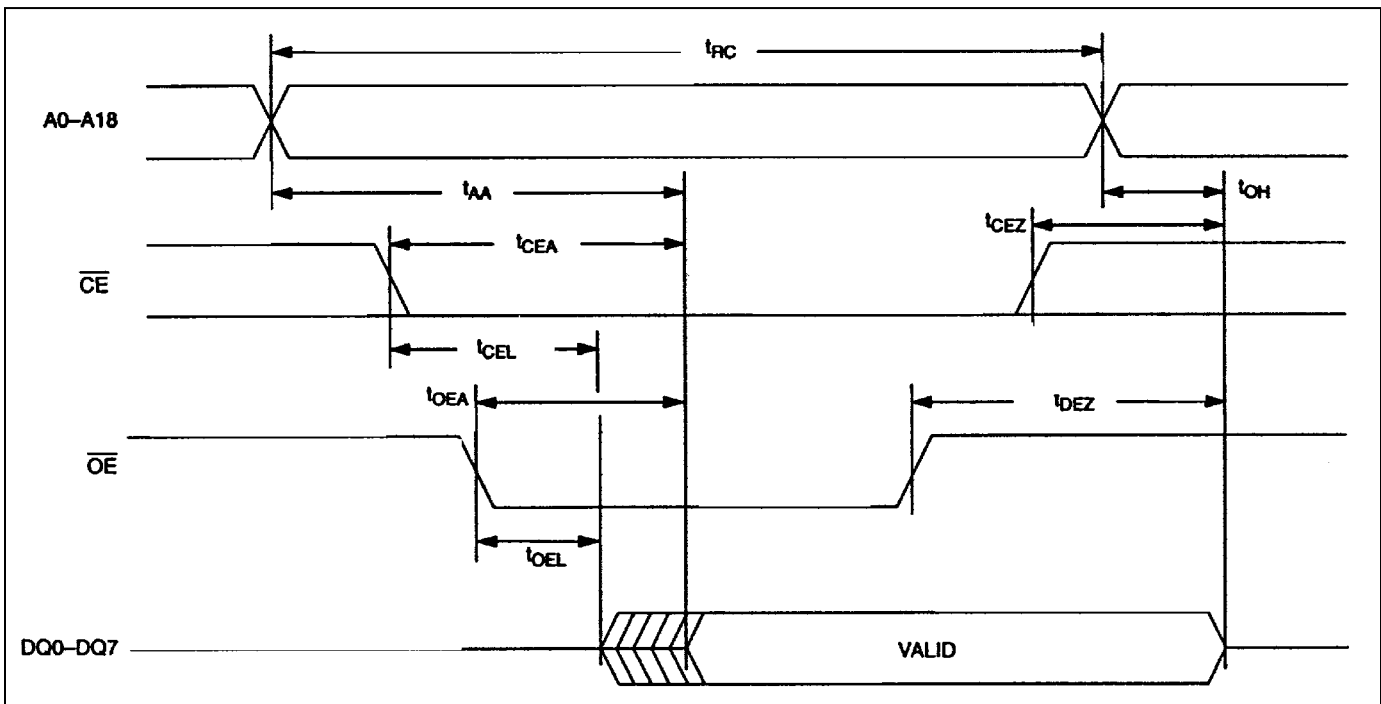 tRC
A0–A18
tAA
tOH
tCEZ
tCEA
CE
tCEL
tOEA
tDEZ
OE
tOEL
DQ0–DQ7
VALID